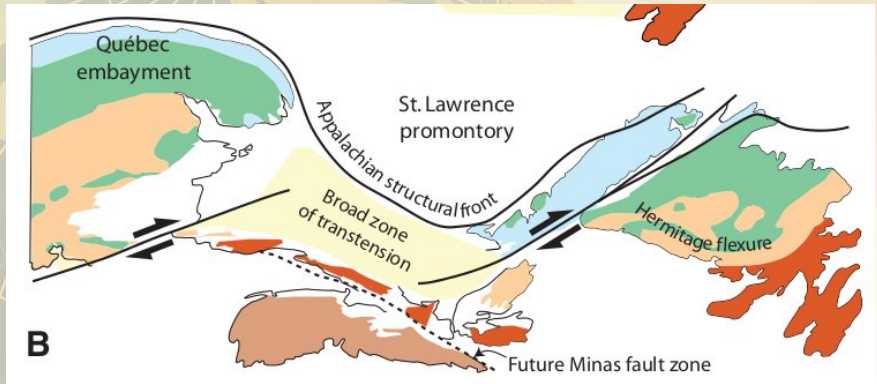 Québec
embayment
St. Lawrence
promontory
Appalachian structural front
Broad zone
of transtension
Hermitage flexure
B
Future Minas fault zone